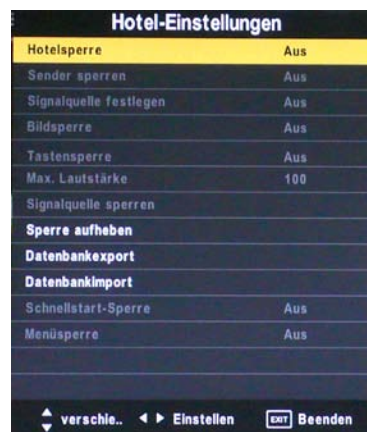 Hotel-Einstellungen
Hotelsperre Aus
Sender sperren Aus
Signalquelle festlegen Aus
Bildsperre Aus
Tastensperre Aus
Max. Lautstärke 100
Signalquelle sperren
Sperre aufheben
Datenbankexport
Datenbankimport
Schnellstart-Sperre Aus
Menüsperre Aus
verschie.. Einstellen EXIT Beenden